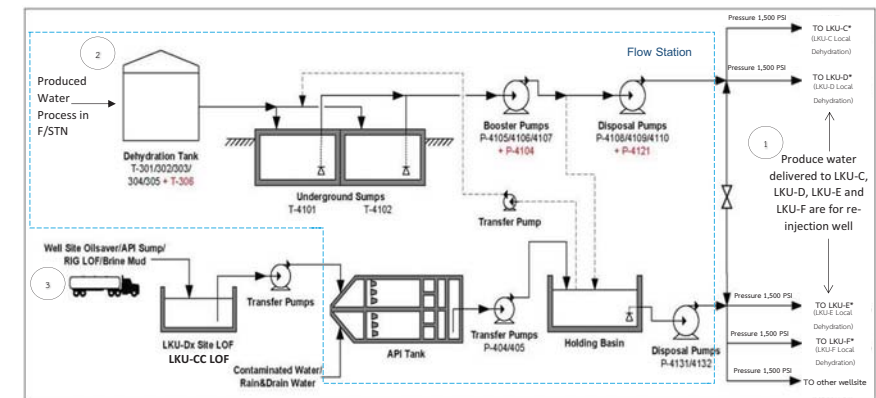 Pressure 1,500 PSI
TO LKU-C*
(LKU-C Local
Dehydration)
2
Flow Station
Pressure 1,500 PSI
TO LKU-D*
(LKU-D Local
Dehydration)
Produced
Water
Process in
F/STN
Booster Pumps
P-4105/4106/4107
+ P-4104
Disposal Pumps
P-4108/4109/4110
+ P-4121
1
Produce water
delivered to LKU-C,
LKU-D, LKU-E and
LKU-F are for re-
injection well
Dehydration Tank
T-301/302/303/
304/305 + T-306
Underground Sumps
T-4101 T-4102
Transfer Pump
Well Site Oilsaver/API Sump/
RIG LOF/Brine Mud
3
Transfer Pumps
LKU-Dx Site LOF
LKU-CC LOF
API Tank
Contaminated Water/
Rain&Drain Water
Transfer Pumps
P-404/405
Holding Basin
Disposal Pumps
P-4131/4132
Pressure 1,500 PSI
TO LKU-E*
(LKU-E Local
Dehydration)
Pressure 1,500 PSI
TO LKU-F*
(LKU-F Local
Dehydration)
Pressure 1,500 PSI
TO other wellsite